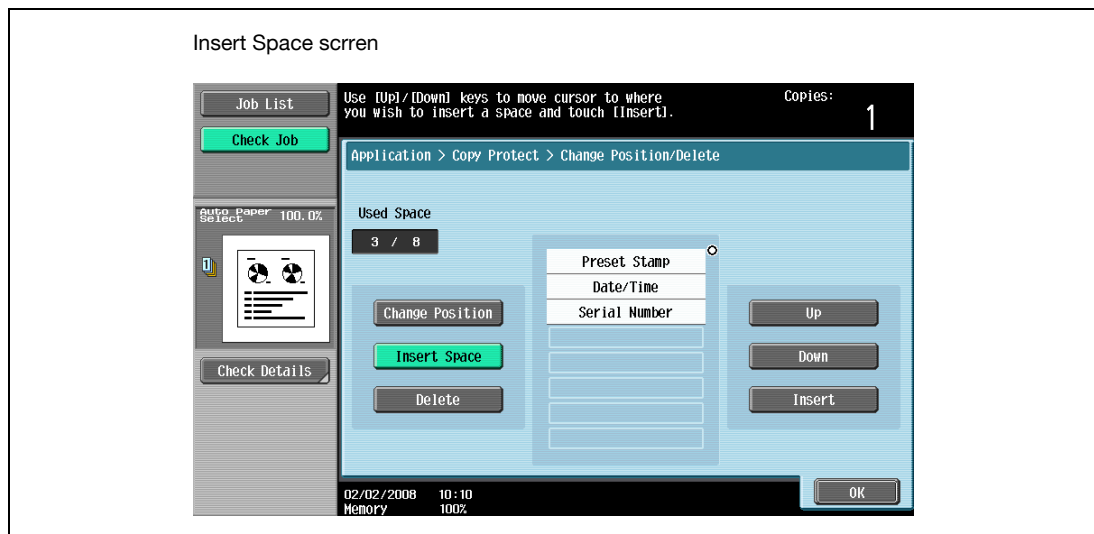 Insert Space scrren
Job List
Check Job
Use [Up]/[Down] keys to move cursor to where
you wish to insert a space and touch [Insert].
Copies:
1
Application > Copy Protect > Change Position/Delete
Auto Paper
Select
100.0%
1
Check Details
Used Space
3 / 8
Change Position
Insert Space
Delete
Preset Stamp
Date/Time
Serial Number
Up
Down
Insert
OK
02/02/2008 10:10
Memory 100%